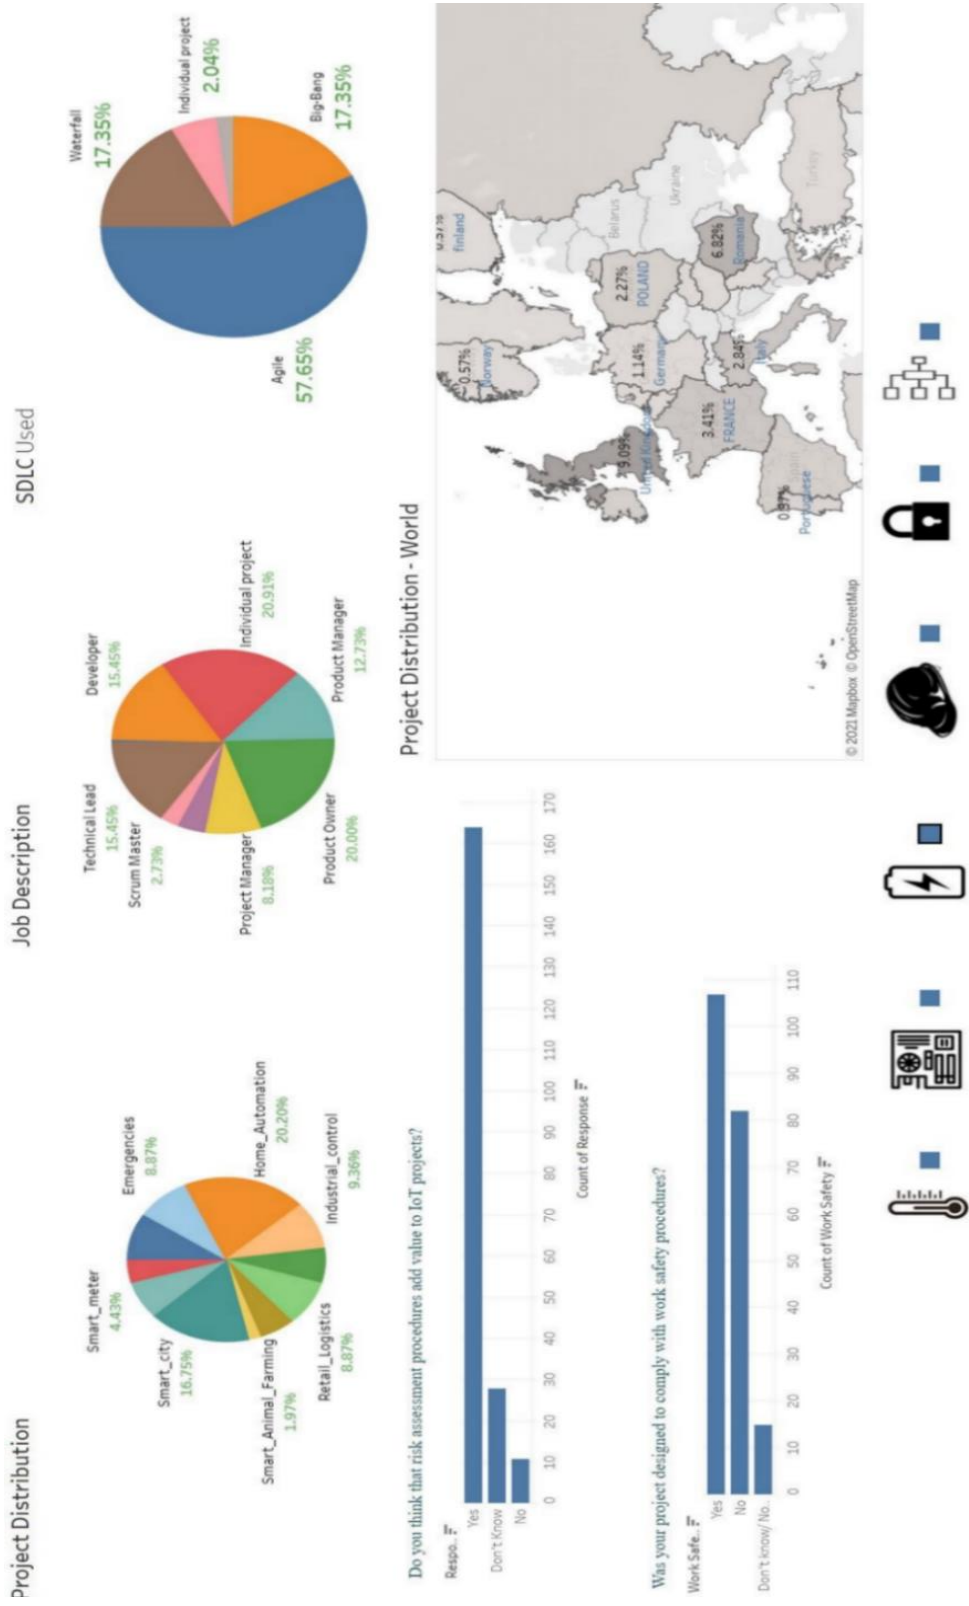 Project Distribution
Smart_meter
4.43%
Emergencies
8.87%
Smart_city
16.75%
Home_Automation
20.20%
Smart_Animal_Farming
1.97%
Industrial_control
9.36%
Retail_Logistics
8.87%
Job Description
Technical Lead
15.45%
Developer
15.45%
Scrum Master
2.73%
Individual project
20.91%
Project Manager
8.18%
Product Manager
12.73%
Product Owner
20.00%
SDLC Used
Waterfall
17.35%
Individual project
2.04%
Agile
57.65%
Big-Bang
17.35%
Do you think that risk assessment procedures add value to IoT projects?
Respo..
Yes
Don't Know
No
0 10 20 30 40 50 60 70 80 90 100 110 120 130 140 150 160 170
Count of Response
Was your project designed to comply with work safety procedures?
Work Safe..
Yes
No
Don't know/ No..
0 10 20 30 40 50 60 70 80 90 100 110
Count of Work Safety
Project Distribution - World
0.57%
finland
0.57%
Norway
Belarus
Ukraine
9.09%
United Kingdom
1.14%
Germany
2.27%
POLAND
3.41%
FRANCE
2.84%
Italy
6.82%
Romania
Turkey
Spain
0.57%
Portuguese
© 2021 Mapbox © OpenStreetMap